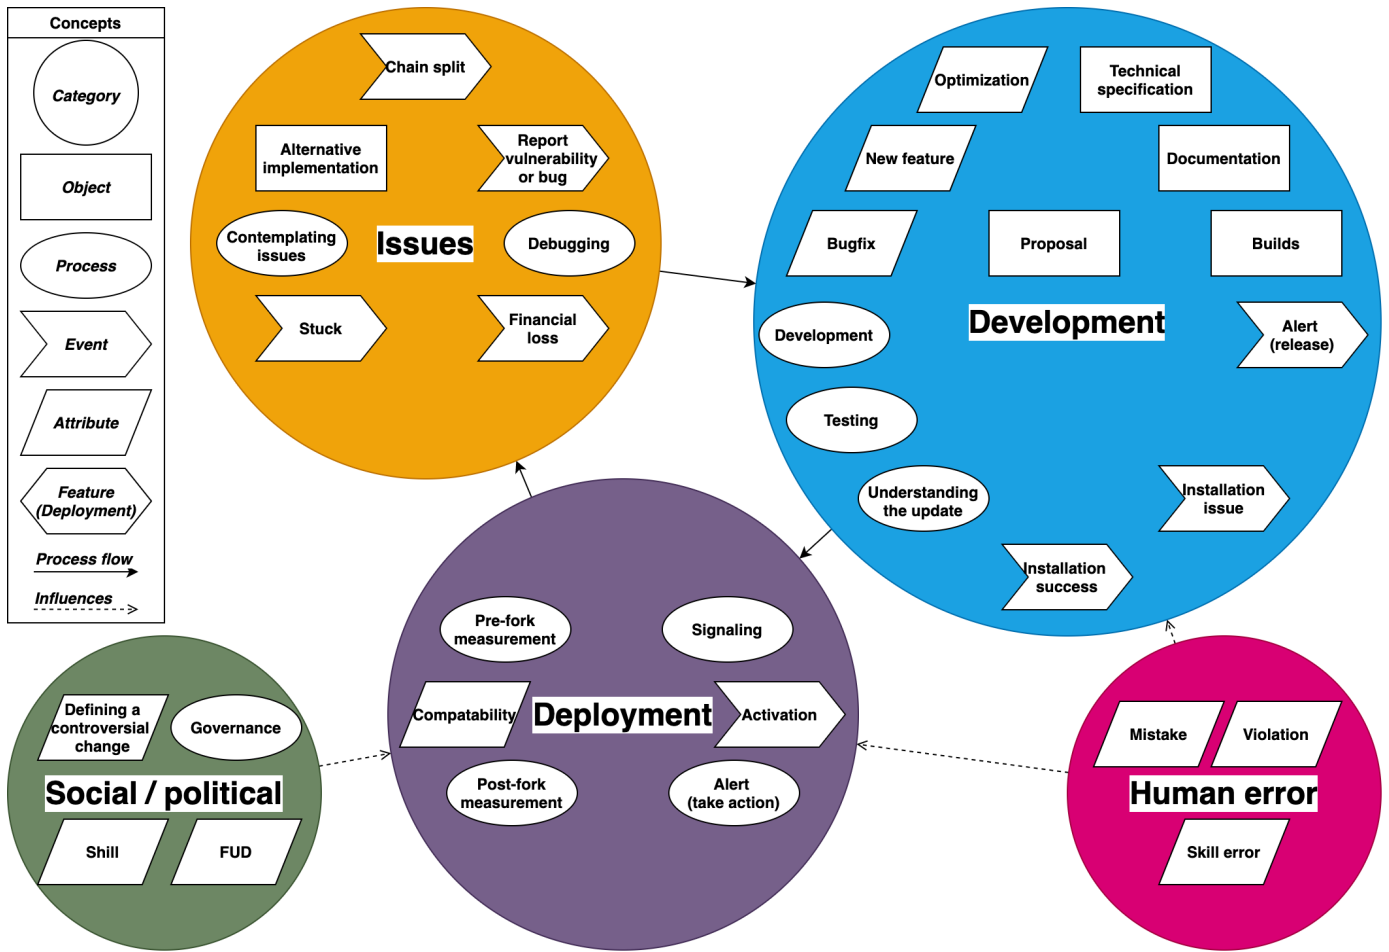 Concepts
Category
Object
Process
Event
Attribute
Feature
(Deployment)
Process flow
Influences
Chain split
Alternative
implementation
Report
vulnerability
or bug
Contemplating
issues
Issues
Debugging
Stuck
Financial
loss
Optimization
Technical
specification
New feature
Documentation
Bugfix
Proposal
Builds
Development
Development
Alert
(release)
Testing
Understanding
the update
Installation
issue
Installation
success
Pre-fork
measurement
Signaling
Compatability
Deployment
Activation
Post-fork
measurement
Alert
(take action)
Defining a
controversial
change
Governance
Social / political
Shill
FUD
Mistake
Violation
Human error
Skill error